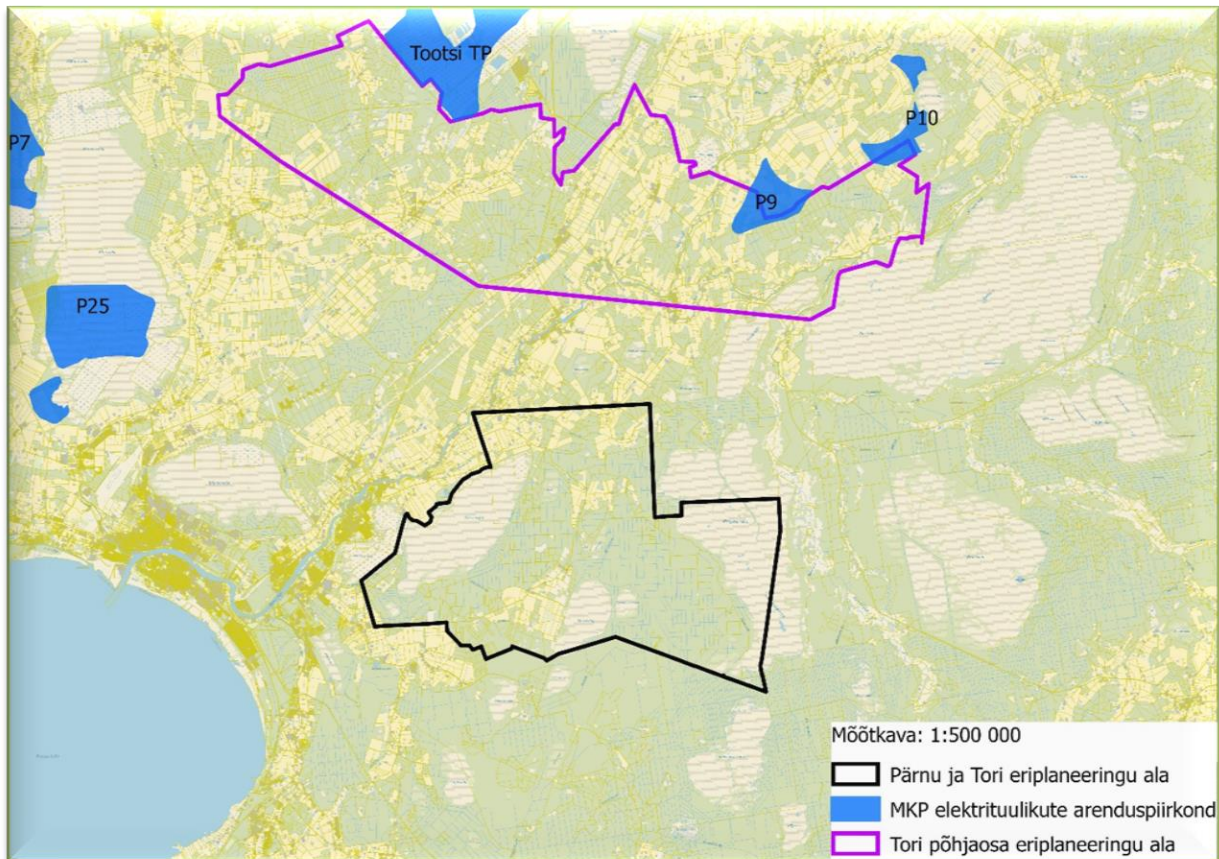 Tootsi TP
P10
P7
P9
P25
Mõõtkava: 1:500 000
Pärnu ja Tori eriplaneeringu ala
MKP elektrituulikute arenduspiirkond
Tori põhjaosa eriplaneeringu ala